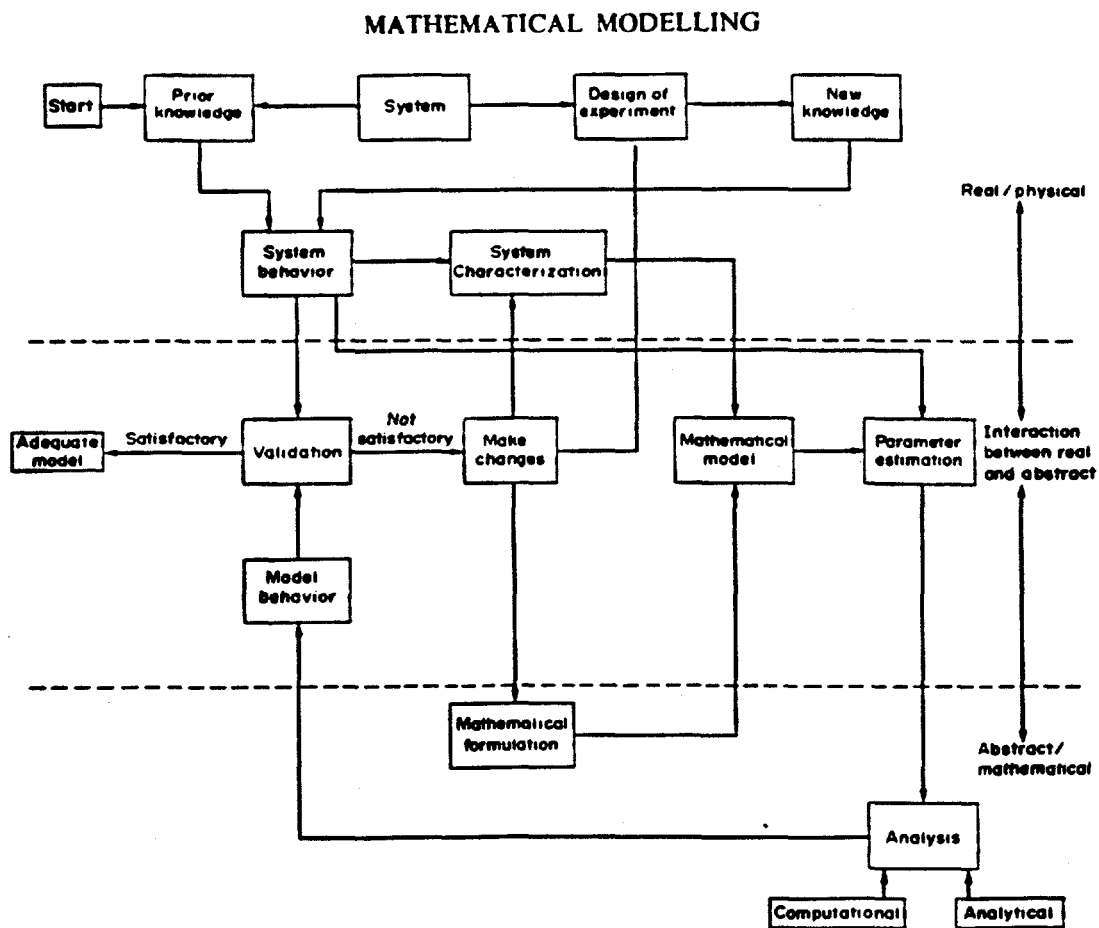 MATHEMATICAL MODELLING
Start
Prior
knowledge
System
Design of
experiment
New
knowledge
Real / physical
System
behavior
System
Characterization
Adequate
model
Satisfactory
Validation
Not
satisfactory
Make
changes
Mathematical
model
Parameter
estimation
Interaction
between real
and abstract
Model
behavior
Mathematical
formulation
Abstract/
mathematical
Analysis
Computational
Analytical